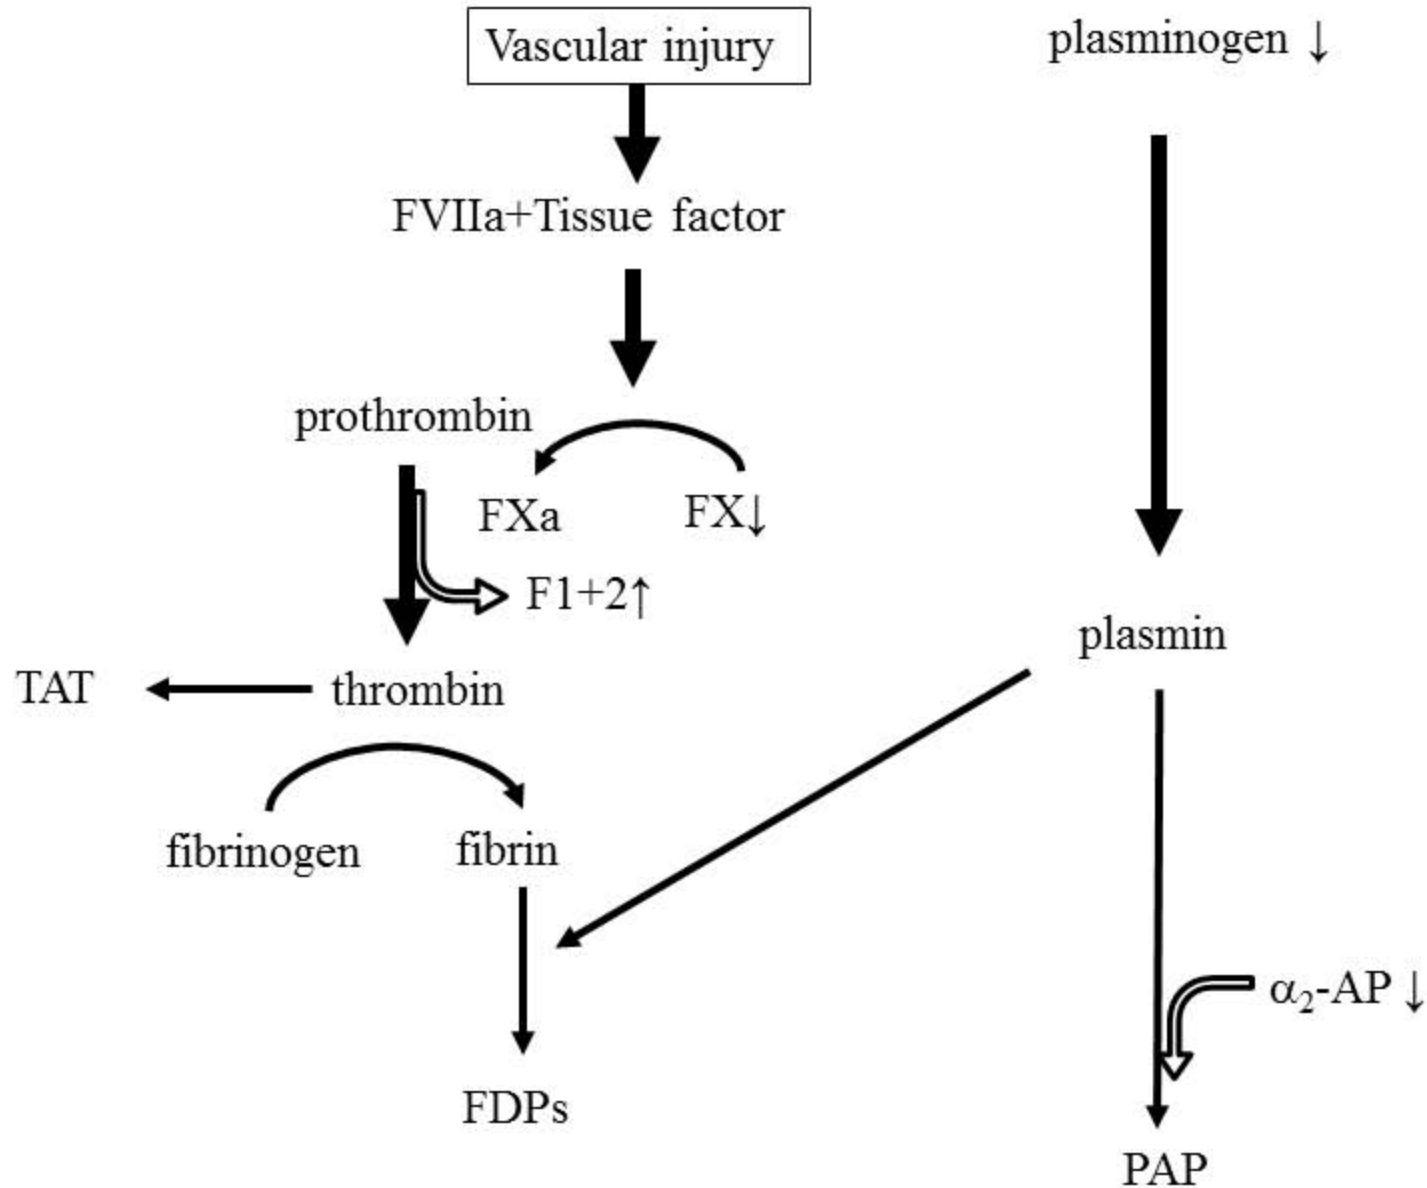 Vascular injury
plasminogen ↓
FVIIa+Tissue factor
prothrombin
FXa
FX↓
F1+2↑
plasmin
TAT
thrombin
fibrinogen
fibrin
α₂-AP ↓
FDPs
PAP